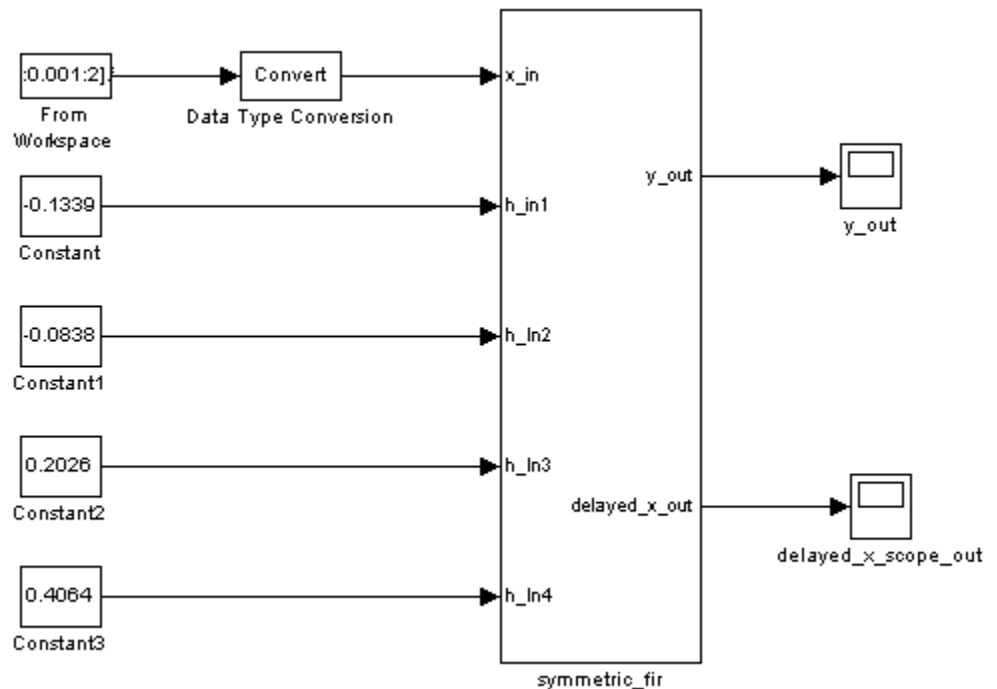 :0.001:2].'
From
Workspace
Convert
Data Type Conversion
-0.1339
Constant
-0.0838
Constant1
0.2026
Constant2
0.4064
Constant3
x_in
h_in1
h_In2
h_In3
h_In4
y_out
delayed_x_out
symmetric_fir
y_out
delayed_x_scope_out